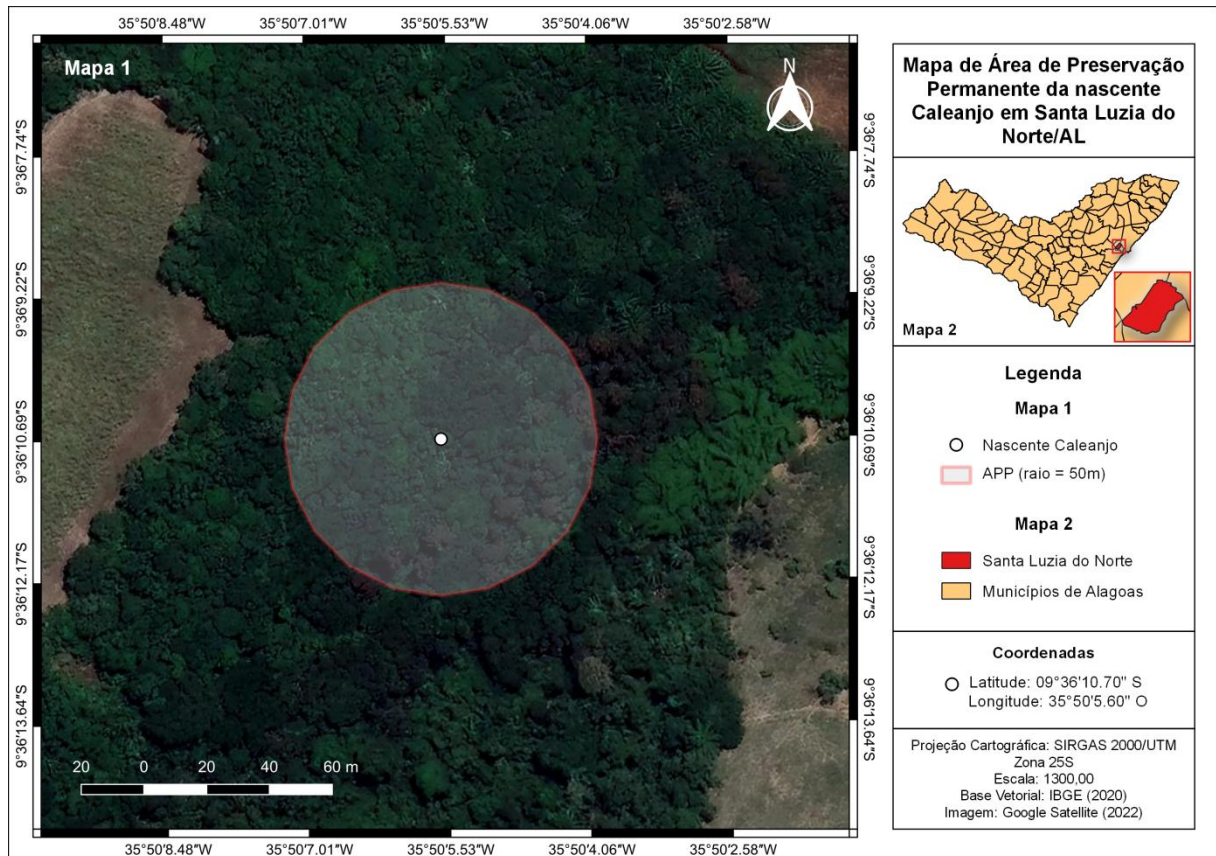 35°50'8.48"W 35°50'7.01"W 35°50'5.53"W 35°50'4.06"W 35°50'2.58"W
Mapa 1
N
9°36'7.74"S
9°36'9.22"S
9°36'10.69"S
9°36'12.17"S
9°36'13.64"S
9°36'7.74"S
9°36'9.22"S
9°36'10.69"S
9°36'12.17"S
9°36'13.64"S
20 0 20 40 60 m
35°50'8.48"W 35°50'7.01"W 35°50'5.53"W 35°50'4.06"W 35°50'2.58"W
Mapa de Área de Preservação
Permanente da nascente
Caleanjo em Santa Luzia do
Norte/AL
Mapa 2
Legenda
Mapa 1
Nascente Caleanjo
APP (raio = 50m)
Mapa 2
Santa Luzia do Norte
Municípios de Alagoas
Coordenadas
Latitude: 09°36'10.70" S
Longitude: 35°50'5.60" O
Projeção Cartográfica: SIRGAS 2000/UTM
Zona 25S
Escala: 1300,00
Base Vetorial: IBGE (2020)
Imagem: Google Satellite (2022)